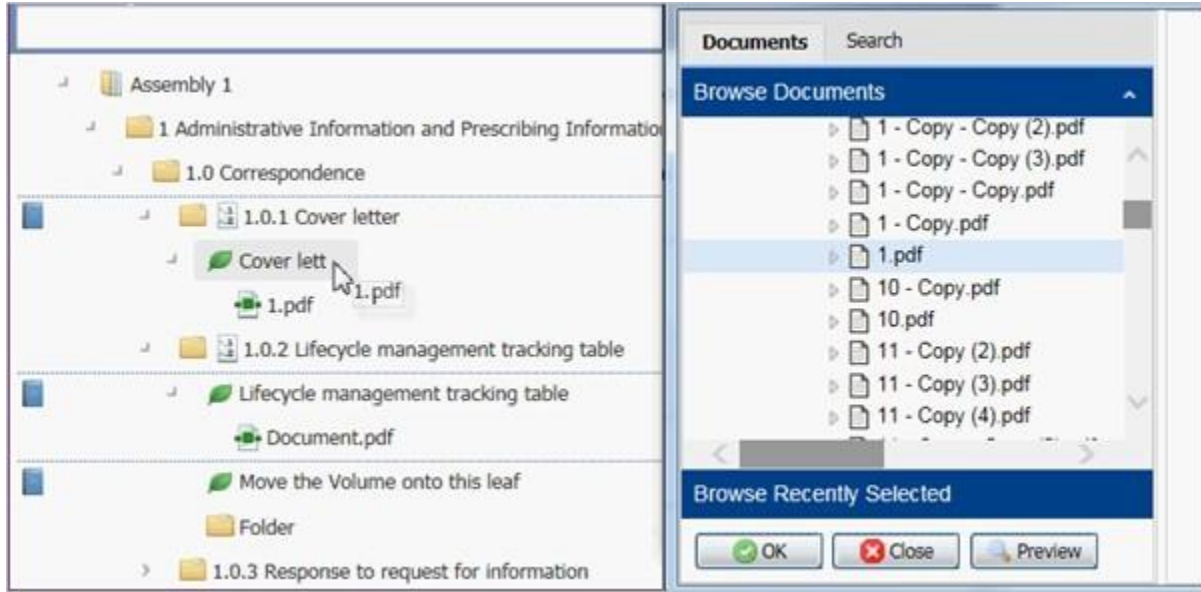 Assembly 1
1 Administrative Information and Prescribing Informatio
1.0 Correspondence
1.0.1 Cover letter
Cover lett
1.pdf
1.pdf
1.0.2 Lifecycle management tracking table
Lifecycle management tracking table
Document.pdf
Move the Volume onto this leaf
Folder
1.0.3 Response to request for information
Documents Search
Browse Documents
1 - Copy - Copy (2).pdf
1 - Copy - Copy (3).pdf
1 - Copy - Copy.pdf
1 - Copy.pdf
1.pdf
10 - Copy.pdf
10.pdf
11 - Copy (2).pdf
11 - Copy (3).pdf
11 - Copy (4).pdf
Browse Recently Selected
OK Close Preview